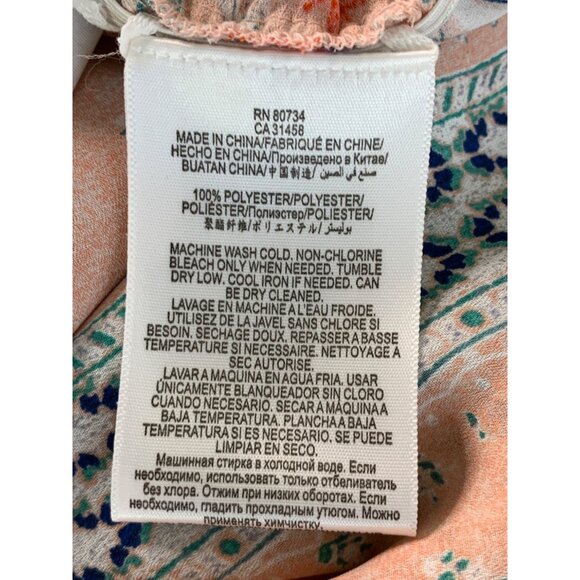 RN 80734
CA 31458
MADE IN CHINA/FABRIQUÉ EN CHINE/
HECHO EN CHINA/Произведено в Китае/
BUATAN CHINA/中国制造/صنع في الصين
100% POLYESTER/POLYESTER/
POLIÉSTER/Полиэстер/POLIESTER/
聚酯纤维/ポリエステル/بوليستر
MACHINE WASH COLD. NON-CHLORINE
BLEACH ONLY WHEN NEEDED. TUMBLE
DRY LOW. COOL IRON IF NEEDED. CAN
BE DRY CLEANED.
LAVAGE EN MACHINE À L'EAU FROIDE.
UTILISEZ DE LA JAVEL SANS CHLORE SI
BESOIN. SECHAGE DOUX. REPASSER A BASSE
TEMPERATURE SI NECESSAIRE. NETTOYAGE A
SEC AUTORISE.
LAVAR A MAQUINA EN AGUA FRIA. USAR
ÚNICAMENTE BLANQUEADOR SIN CLORO
CUANDO NECESARIO. SECAR A MÁQUINA A
BAJA TEMPERATURA. PLANCHA A BAJA
TEMPERATURA SI ES NECESARIO. SE PUEDE
LIMPIAR EN SECO.
Машинная стирка в холодной воде. Если
необходимо, использовать только отбеливатель
без хлора. Отжим при низких оборотах. Если
необходимо, гладить прохладным утюгом. Можно
применять химчистку.